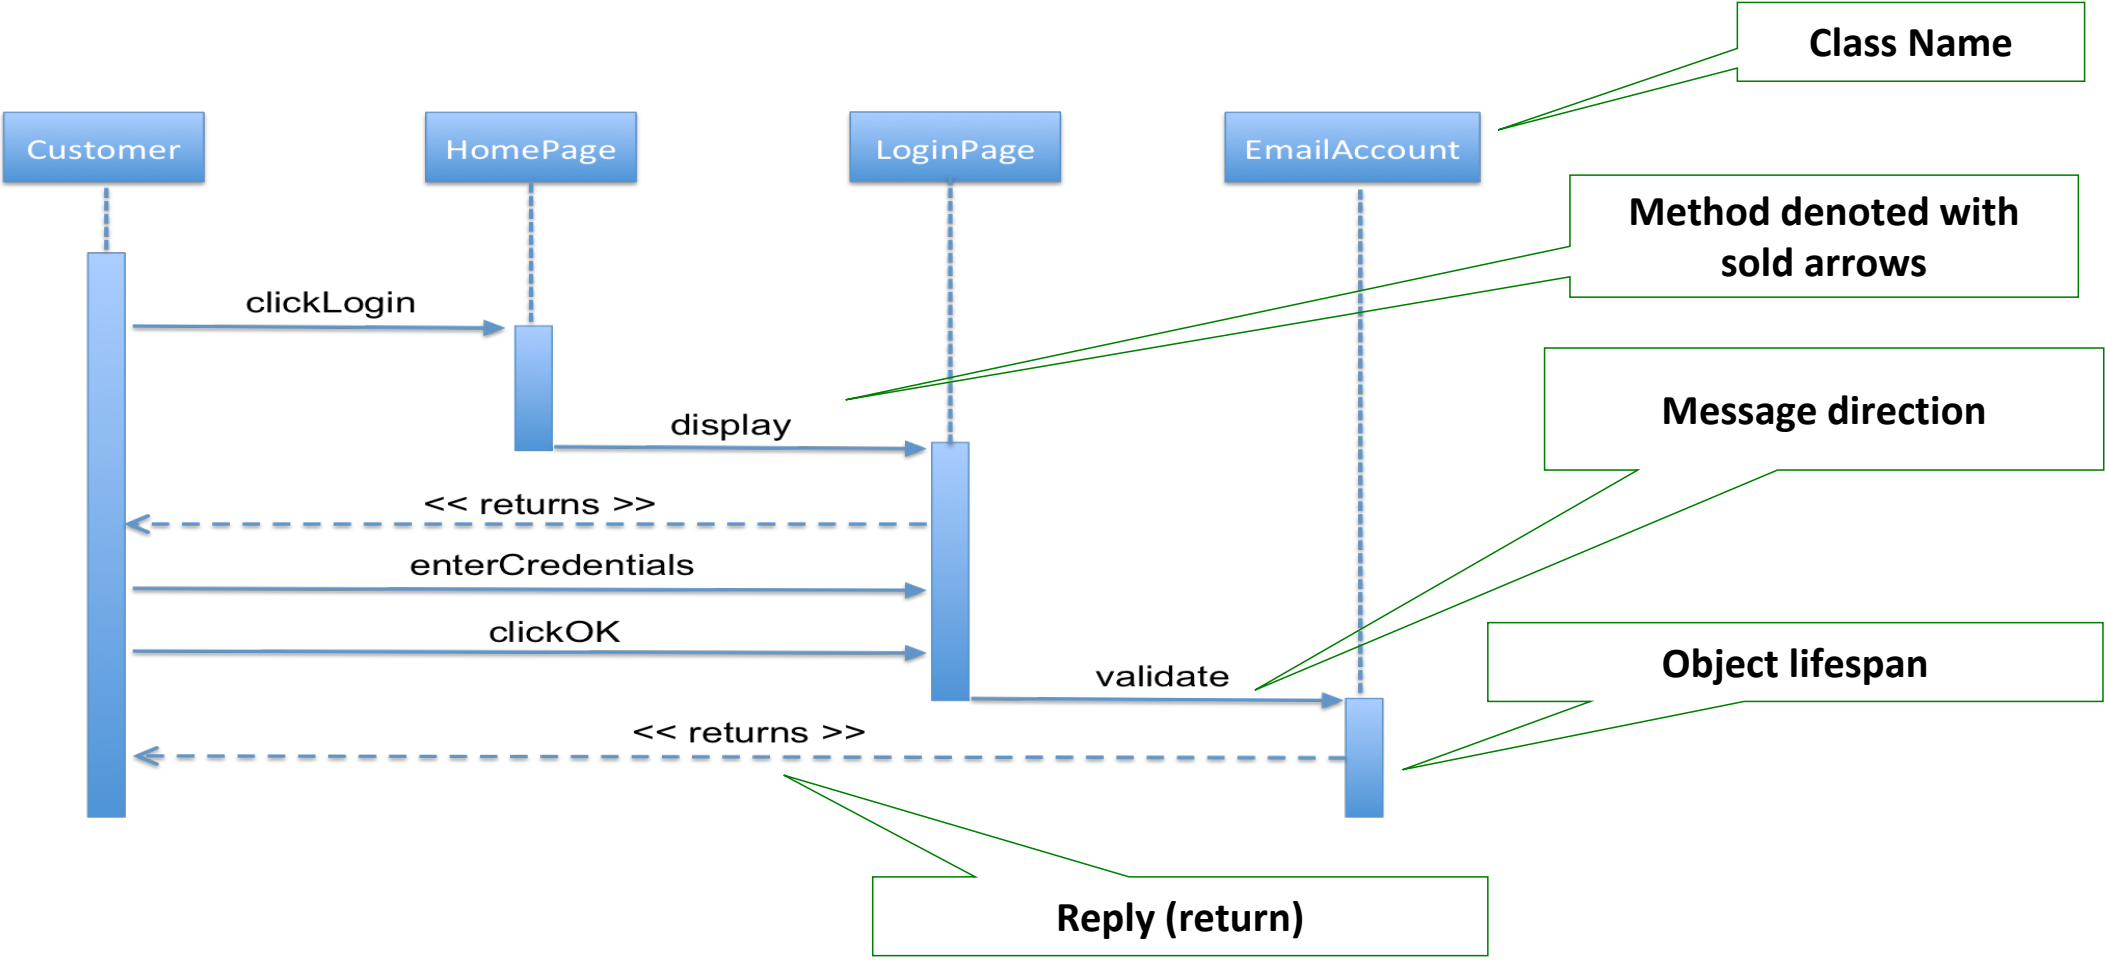 Class Name
Customer
HomePage
LoginPage
EmailAccount
Method denoted with
sold arrows
clickLogin
Message direction
display
<< returns >>
enterCredentials
clickOK
Object lifespan
validate
<< returns >>
Reply (return)